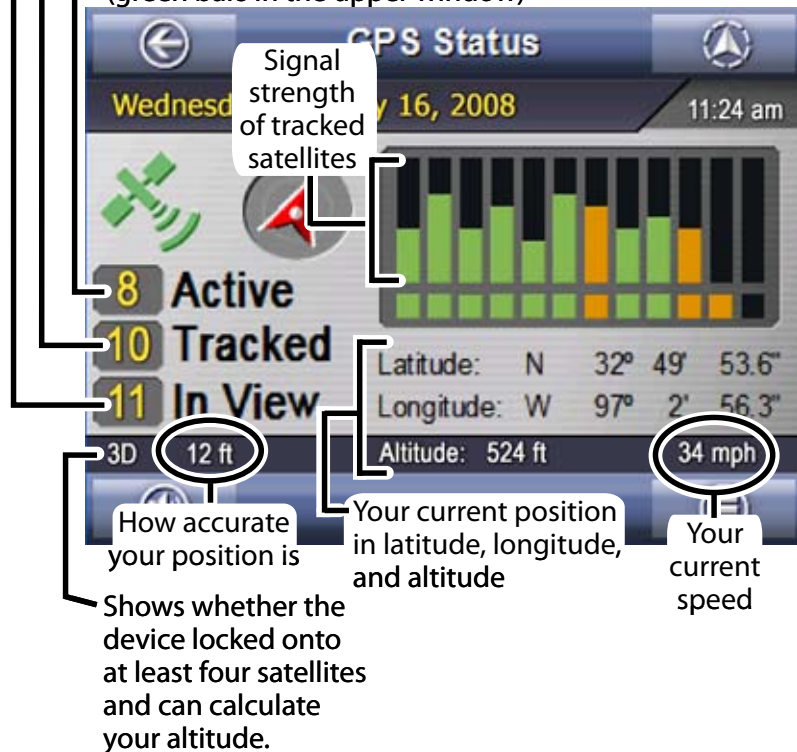 (green bars in the upper window)
GPS Status
Signal
strength
of tracked
satellites
Wednesd y 16, 2008
11:24 am
8 Active
10 Tracked
11 In View
Latitude: N 32º 49' 53.6"
Longitude: W 97º 2' 56.3"
3D 12 ft Altitude: 524 ft 34 mph
How accurate
your position is
Your current position
in latitude, longitude,
and altitude
Your
current
speed
Shows whether the
device locked onto
at least four satellites
and can calculate
your altitude.